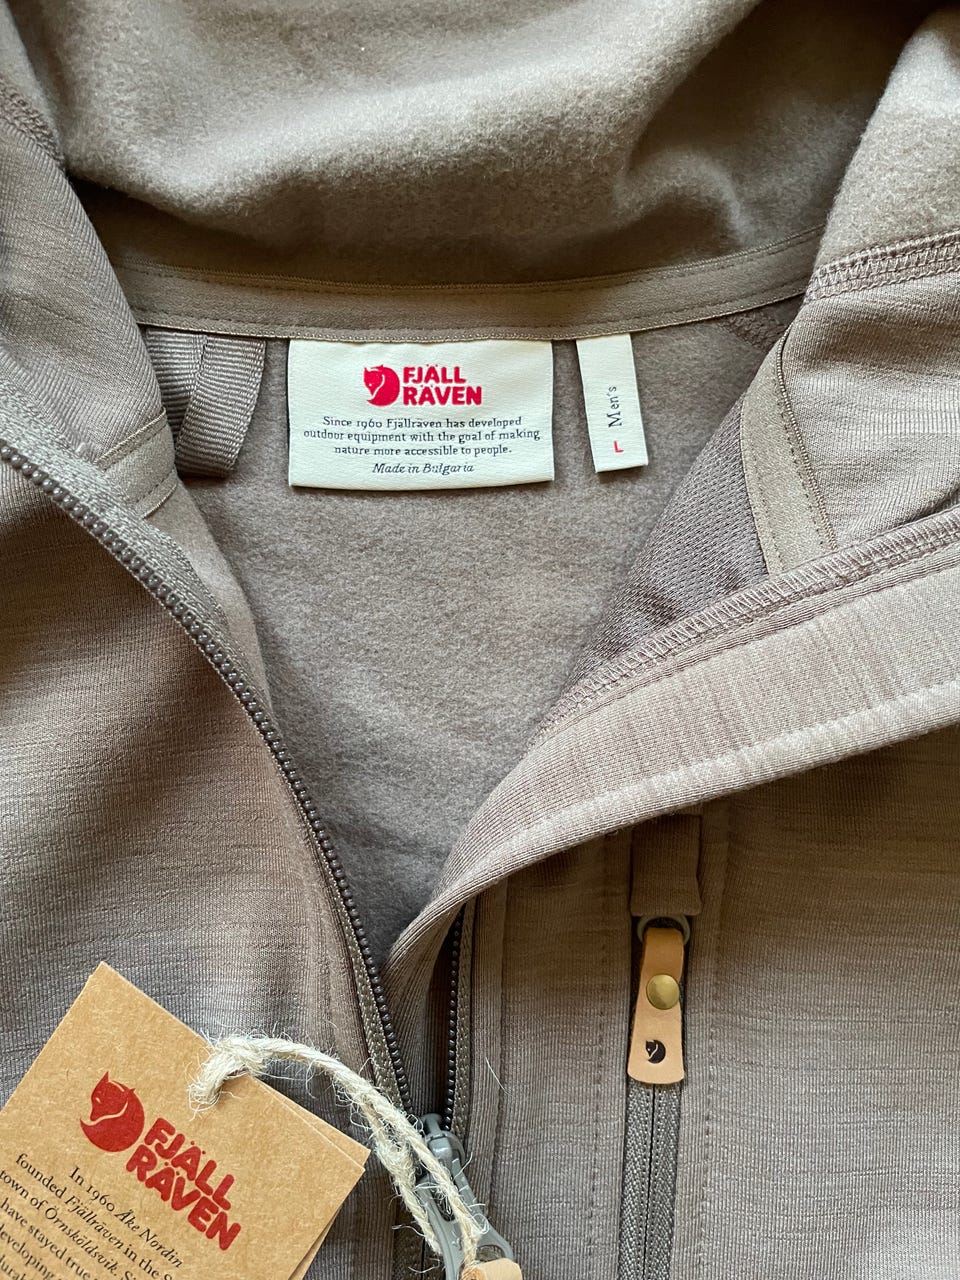 FJÄLL
RÄVEN
Since 1960 Fjällräven has developed
outdoor equipment with the goal of making
nature more accessible to people.
Made in Bulgaria
Men's
L
FJÄLL
RÄVEN
In 1960 Åke Nordin
founded Fjällräven in the
town of Örnsköldsvik.
have stayed true
developing